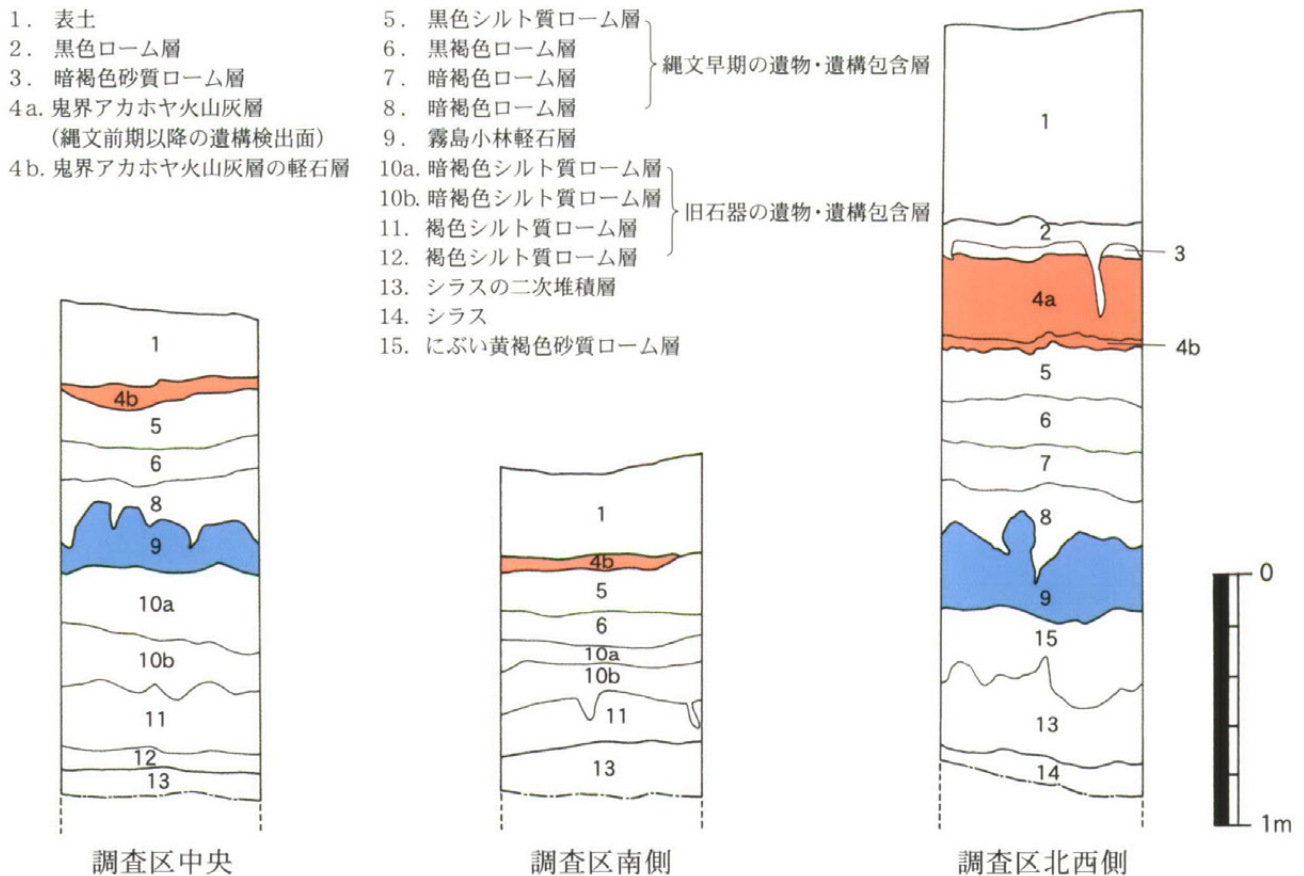 1. 表土
2. 黒色ローム層
3. 暗褐色砂質ローム層
4a. 鬼界アカホヤ火山灰層
(縄文前期以降の遺構検出面)
4b. 鬼界アカホヤ火山灰層の軽石層
5. 黒色シルト質ローム層
6. 黒褐色ローム層
7. 暗褐色ローム層
8. 暗褐色ローム層
縄文早期の遺物・遺構包含層
9. 霧島小林軽石層
10a. 暗褐色シルト質ローム層
10b. 暗褐色シルト質ローム層
11. 褐色シルト質ローム層
12. 褐色シルト質ローム層
旧石器の遺物・遺構包含層
13. シラスの二次堆積層
14. シラス
15. にぶい黄褐色砂質ローム層
1
4b
5
6
8
9
10a
10b
11
12
13
調査区中央
1
4b
5
6
10a
10b
11
13
調査区南側
1
2
3
4a
4b
5
6
7
8
9
15
13
14
調査区北西側
0
1m